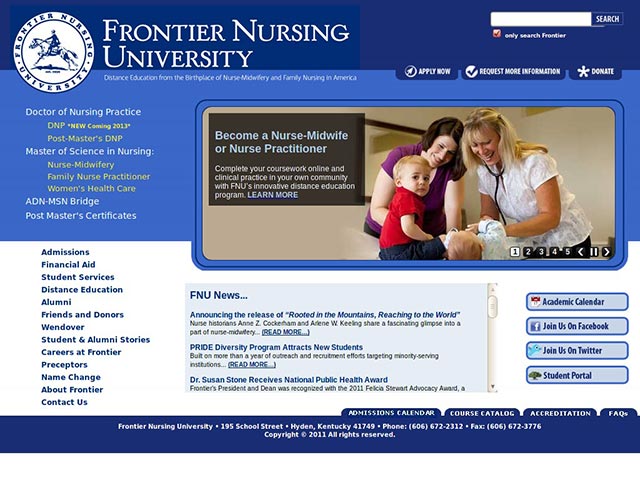 FRONTIER NURSING UNIVERSITY
FRONTIER NURSING
UNIVERSITY
Distance Education from the Birthplace of Nurse-Midwifery and Family Nursing in America
SEARCH
only search Frontier
APPLY NOW
REQUEST MORE INFORMATION
DONATE
Doctor of Nursing Practice
DNP *NEW Coming 2013*
Post-Master's DNP
Master of Science in Nursing:
Nurse-Midwifery
Family Nurse Practitioner
Women's Health Care
ADN-MSN Bridge
Post Master's Certificates
Become a Nurse-Midwife
or Nurse Practitioner
Complete your coursework online and
clinical practice in your own community
with FNU's innovative distance education
program. LEARN MORE
1 2 3 4 5
Admissions
Financial Aid
Student Services
Distance Education
Alumni
Friends and Donors
Wendover
Student & Alumni Stories
Careers at Frontier
Preceptors
Name Change
About Frontier
Contact Us
FNU News...
Announcing the release of "Rooted in the Mountains, Reaching to the World"
Nurse historians Anne Z. Cockerham and Arlene W. Keeling share a fascinating glimpse into a
part of nurse-midwifery... (READ MORE...)
PRIDE Diversity Program Attracts New Students
Built on more than a year of outreach and recruitment efforts targeting minority-serving
institutions... (READ MORE...)
Dr. Susan Stone Receives National Public Health Award
Frontier's President and Dean was recognized with the 2011 Felicia Stewart Advocacy Award, a
Academic Calendar
Join Us On Facebook
Join Us On Twitter
Student Portal
ADMISSIONS CALENDAR
COURSE CATALOG
ACCREDITATION
FAQs
Frontier Nursing University • 195 School Street • Hyden, Kentucky 41749 • Phone: (606) 672-2312 • Fax: (606) 672-3776
Copyright © 2011 All rights reserved.